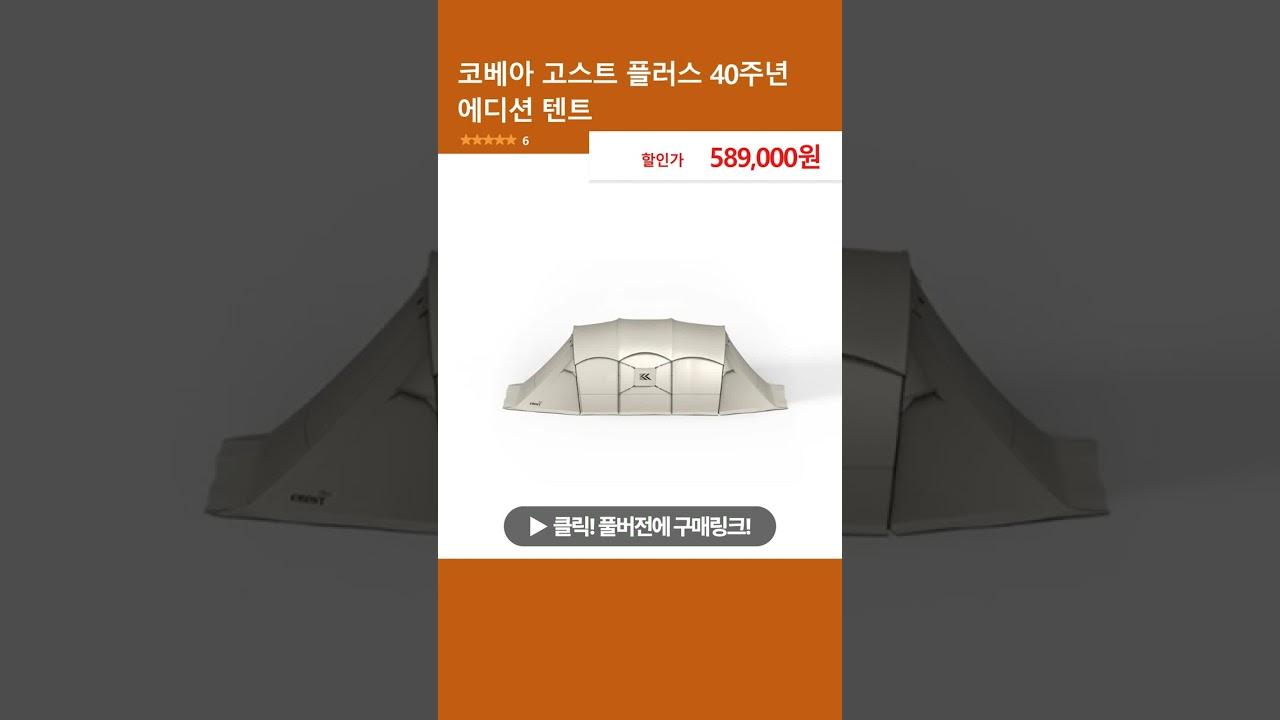 코베아 고스트 플러스 40주년
에디션 텐트
★★★★★ 6
할인가 589,000원
▶ 클릭! 풀버전에 구매링크!